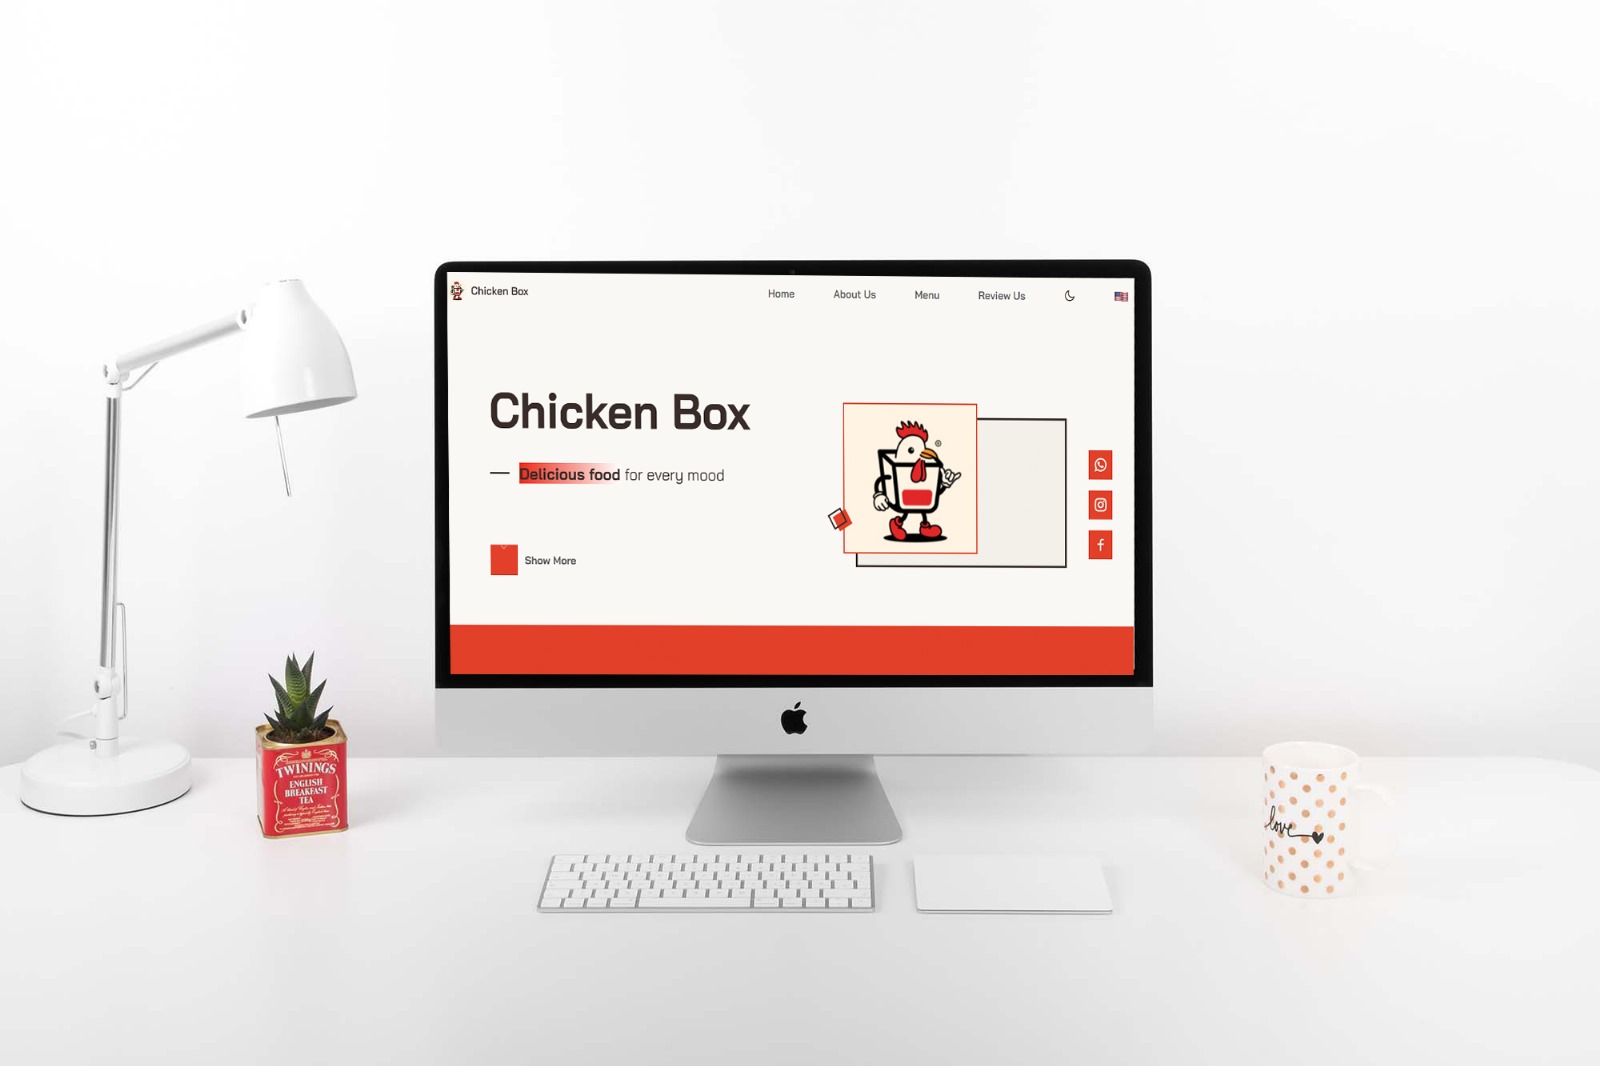 Chicken Box
Home
About Us
Menu
Review Us
Chicken Box
Delicious food for every mood
Show More
TWININGS
ENGLISH
BREAKFAST
TEA
love